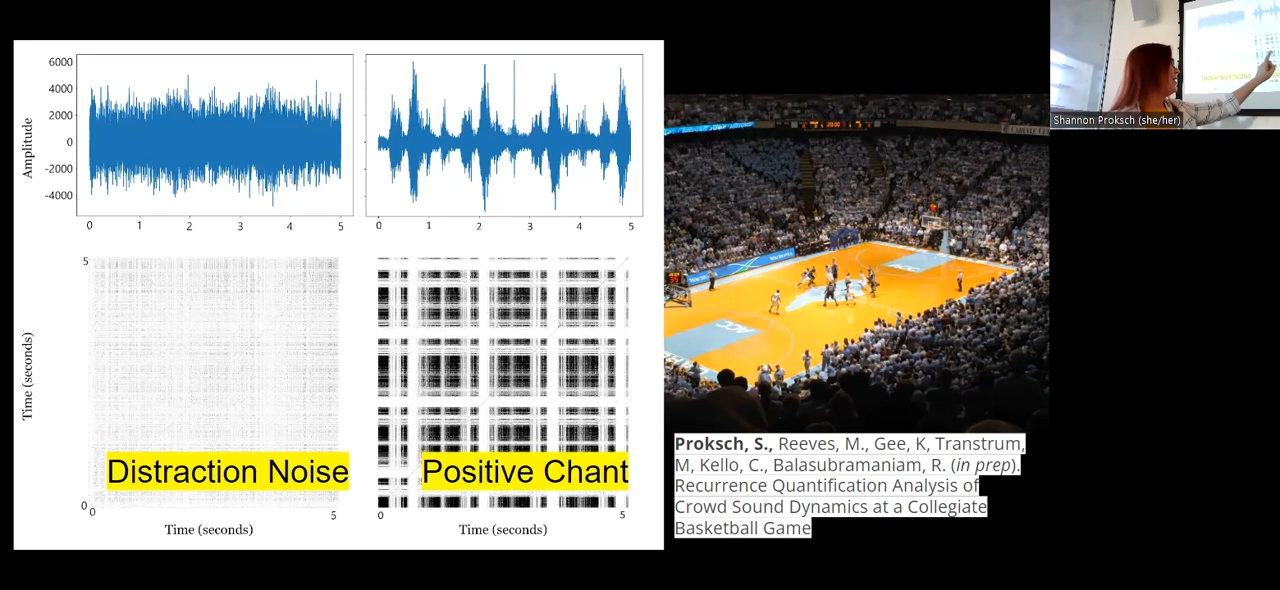 6000
4000
2000
0
-2000
-4000
Amplitude
0 1 2 3 4 5
0 1 2 3 4 5
5
0
Time (seconds)
Distraction Noise
Positive Chant
0 5
0 5
Time (seconds)
Time (seconds)
20:00
Proksch, S., Reeves, M., Gee, K, Transtrum,
M, Kello, C., Balasubramaniam, R. (in prep).
Recurrence Quantification Analysis of
Crowd Sound Dynamics at a Collegiate
Basketball Game
Shannon Proksch (she/her)